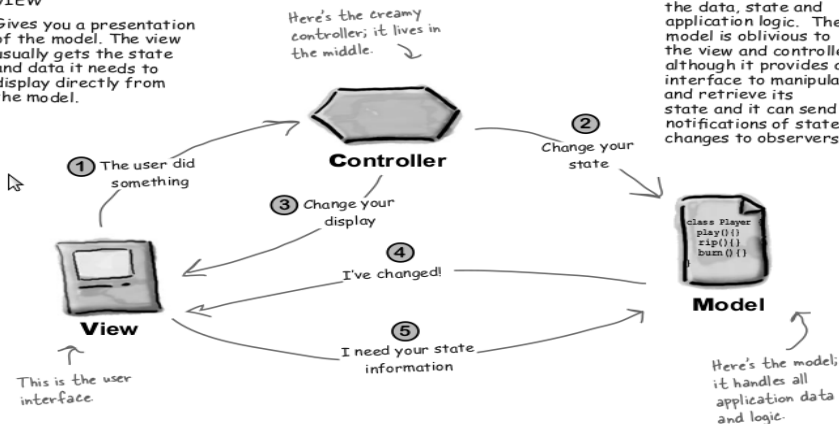 VIEW
Gives you a presentation
of the model. The view
usually gets the state
and data it needs to
display directly from
the model.
Here's the creamy
controller; it lives in
the middle.
the data, state and
application logic. The
model is oblivious to
the view and controller
although it provides
interface to
and retrieve its
state and it can send
notifications of state
changes to observers
Controller
1 The user did
something
2
Change your
state
3 Change your
display
4
I've changed!
5
I need your state
information
class Player {
play(){}
rip(){}
burn(){}
}
View
Model
This is the user
interface.
Here's the model;
it handles all
application data
and logic.